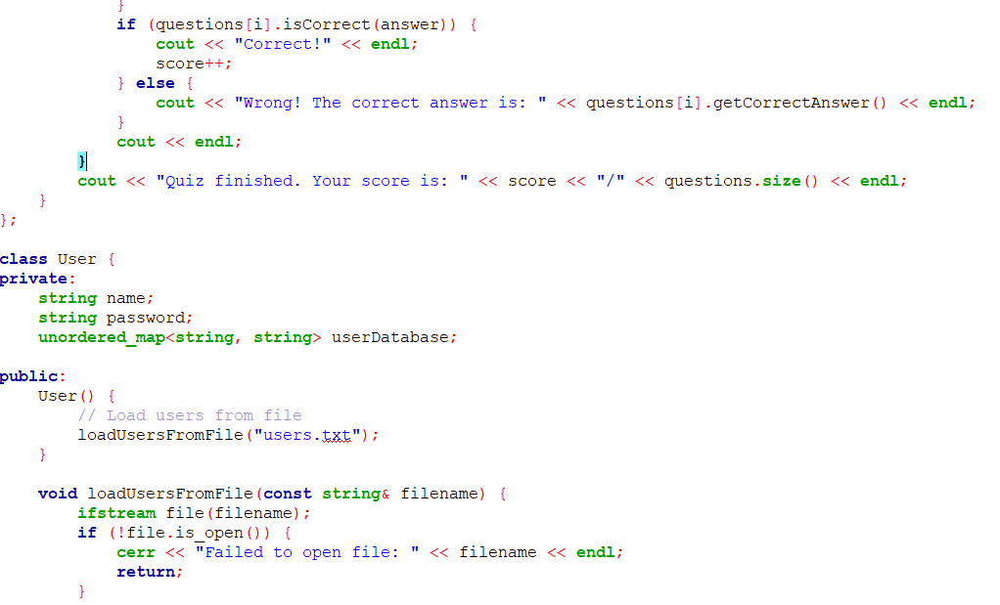 }
            if (questions[i].isCorrect(answer)) {
                cout << "Correct!" << endl;
                score++;
            } else {
                cout << "Wrong! The correct answer is: " << questions[i].getCorrectAnswer() << endl;
            }
            cout << endl;
        }
        cout << "Quiz finished. Your score is: " << score << "/" << questions.size() << endl;
    }
};

class User {
private:
    string name;
    string password;
    unordered_map<string, string> userDatabase;

public:
    User() {
        // Load users from file
        loadUsersFromFile("users.txt");
    }

    void loadUsersFromFile(const string& filename) {
        ifstream file(filename);
        if (!file.is_open()) {
            cerr << "Failed to open file: " << filename << endl;
            return;
        }